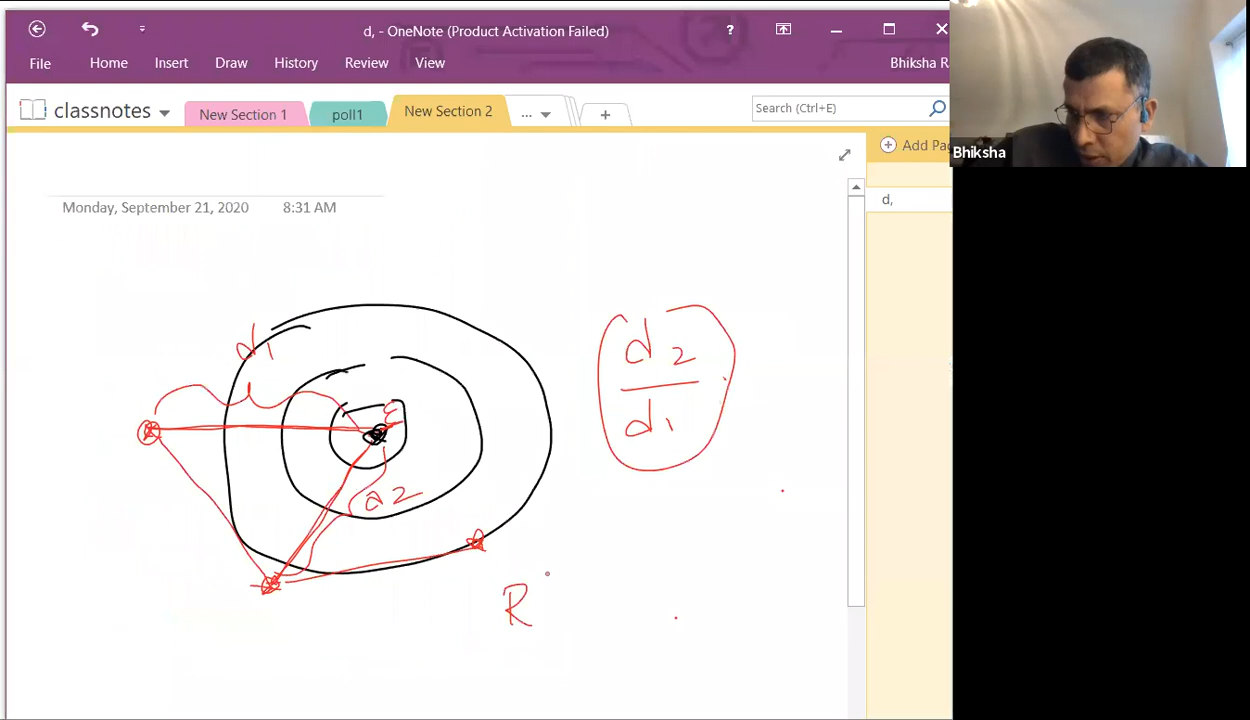 d, - OneNote (Product Activation Failed)
?
File Home Insert Draw History Review View
Bhiksha R
classnotes New Section 1 poll1 New Section 2 ... +
Search (Ctrl+E)
Add Pa
Bhiksha
d,
Monday, September 21, 2020 8:31 AM
d1
d2
d1
ε
d2
R